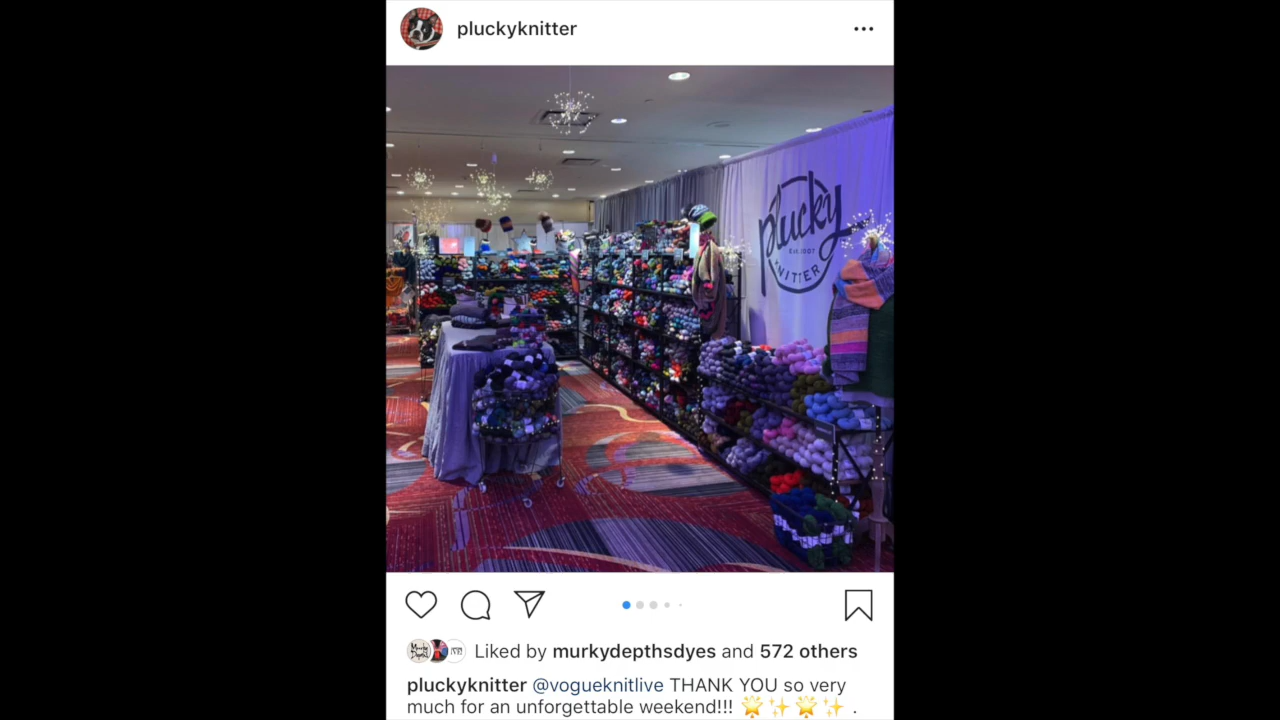 pluckyknitter
plucky
Est. 2007
KNITTER
Liked by murkydepthsdyes and 572 others
pluckyknitter @vogueknitlive THANK YOU so very
much for an unforgettable weekend!!! 🌟✨🌟✨ .